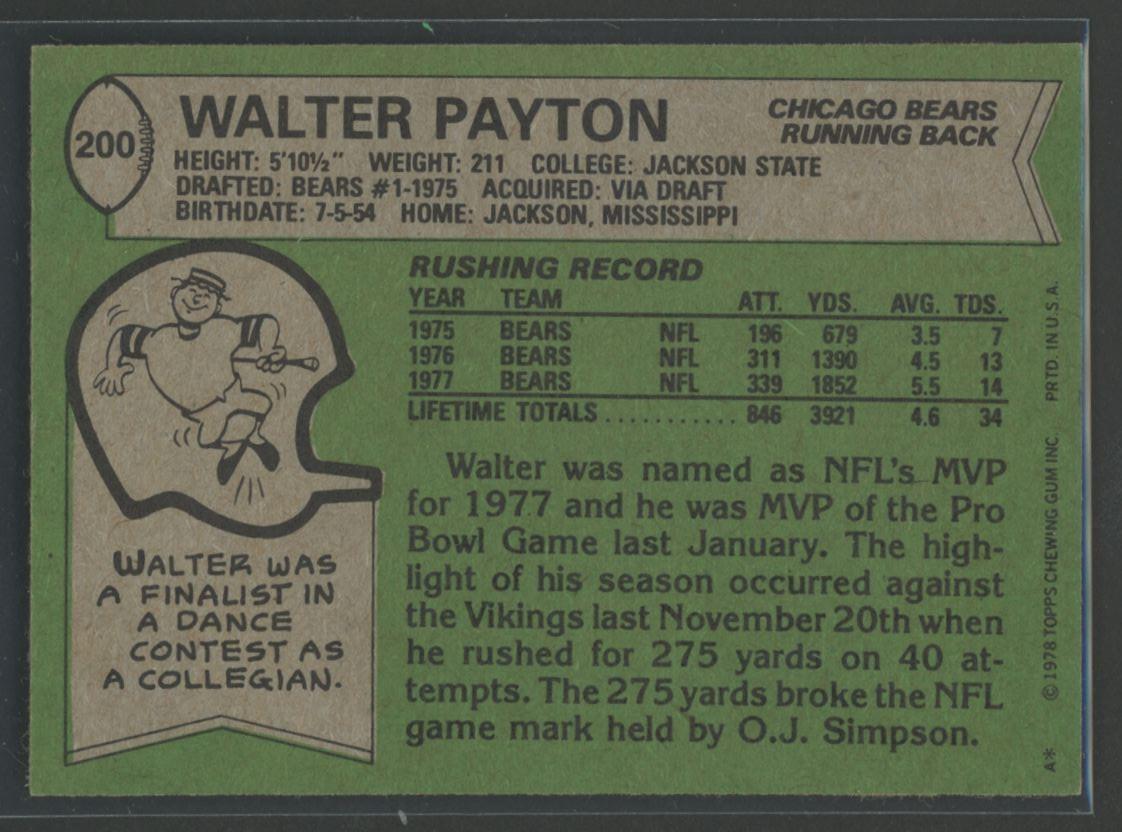 200
WALTER PAYTON
CHICAGO BEARS
RUNNING BACK
HEIGHT: 5'10½" WEIGHT: 211 COLLEGE: JACKSON STATE
DRAFTED: BEARS #1-1975 ACQUIRED: VIA DRAFT
BIRTHDATE: 7-5-54 HOME: JACKSON, MISSISSIPPI
RUSHING RECORD
YEAR TEAM ATT. YDS. AVG. TDS.
1975 BEARS NFL 196 679 3.5 7
1976 BEARS NFL 311 1390 4.5 13
1977 BEARS NFL 339 1852 5.5 14
LIFETIME TOTALS ........... 846 3921 4.6 34
Walter was named as NFL's MVP
for 1977 and he was MVP of the Pro
Bowl Game last January. The high-
light of his season occurred against
the Vikings last November 20th when
he rushed for 275 yards on 40 at-
tempts. The 275 yards broke the NFL
game mark held by O.J. Simpson.
WALTER WAS
A FINALIST IN
A DANCE
CONTEST AS
A COLLEGIAN.
A* © 1978 TOPPS CHEWING GUM INC. PRTD. IN U.S.A.